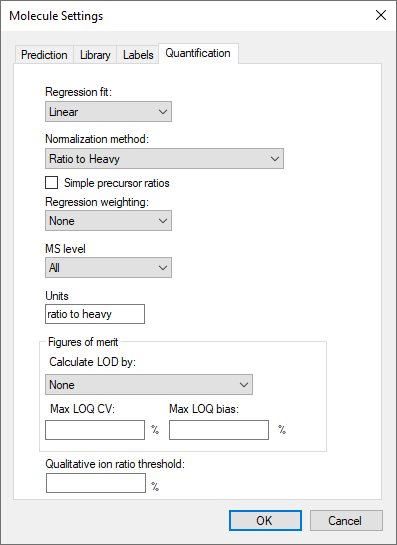 Molecule Settings
Prediction Library Labels Quantification
Regression fit:
Linear
Normalization method:
Ratio to Heavy
Simple precursor ratios
Regression weighting:
None
MS level
All
Units
ratio to heavy
Figures of merit
Calculate LOD by:
None
Max LOQ CV: Max LOQ bias:
% %
Qualitative ion ratio threshold:
%
OK Cancel